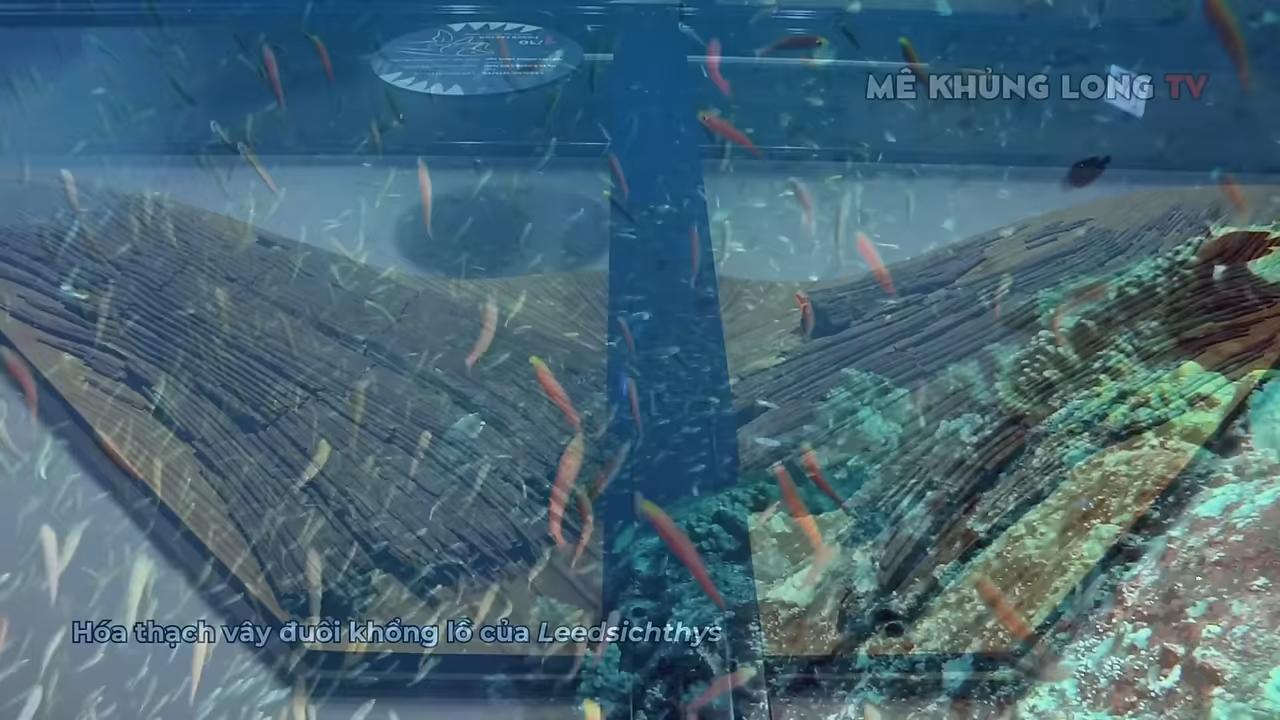 MÊ KHỦNG LONG TV
Hóa thạch vây đuôi khổng lồ của Leedsichthys